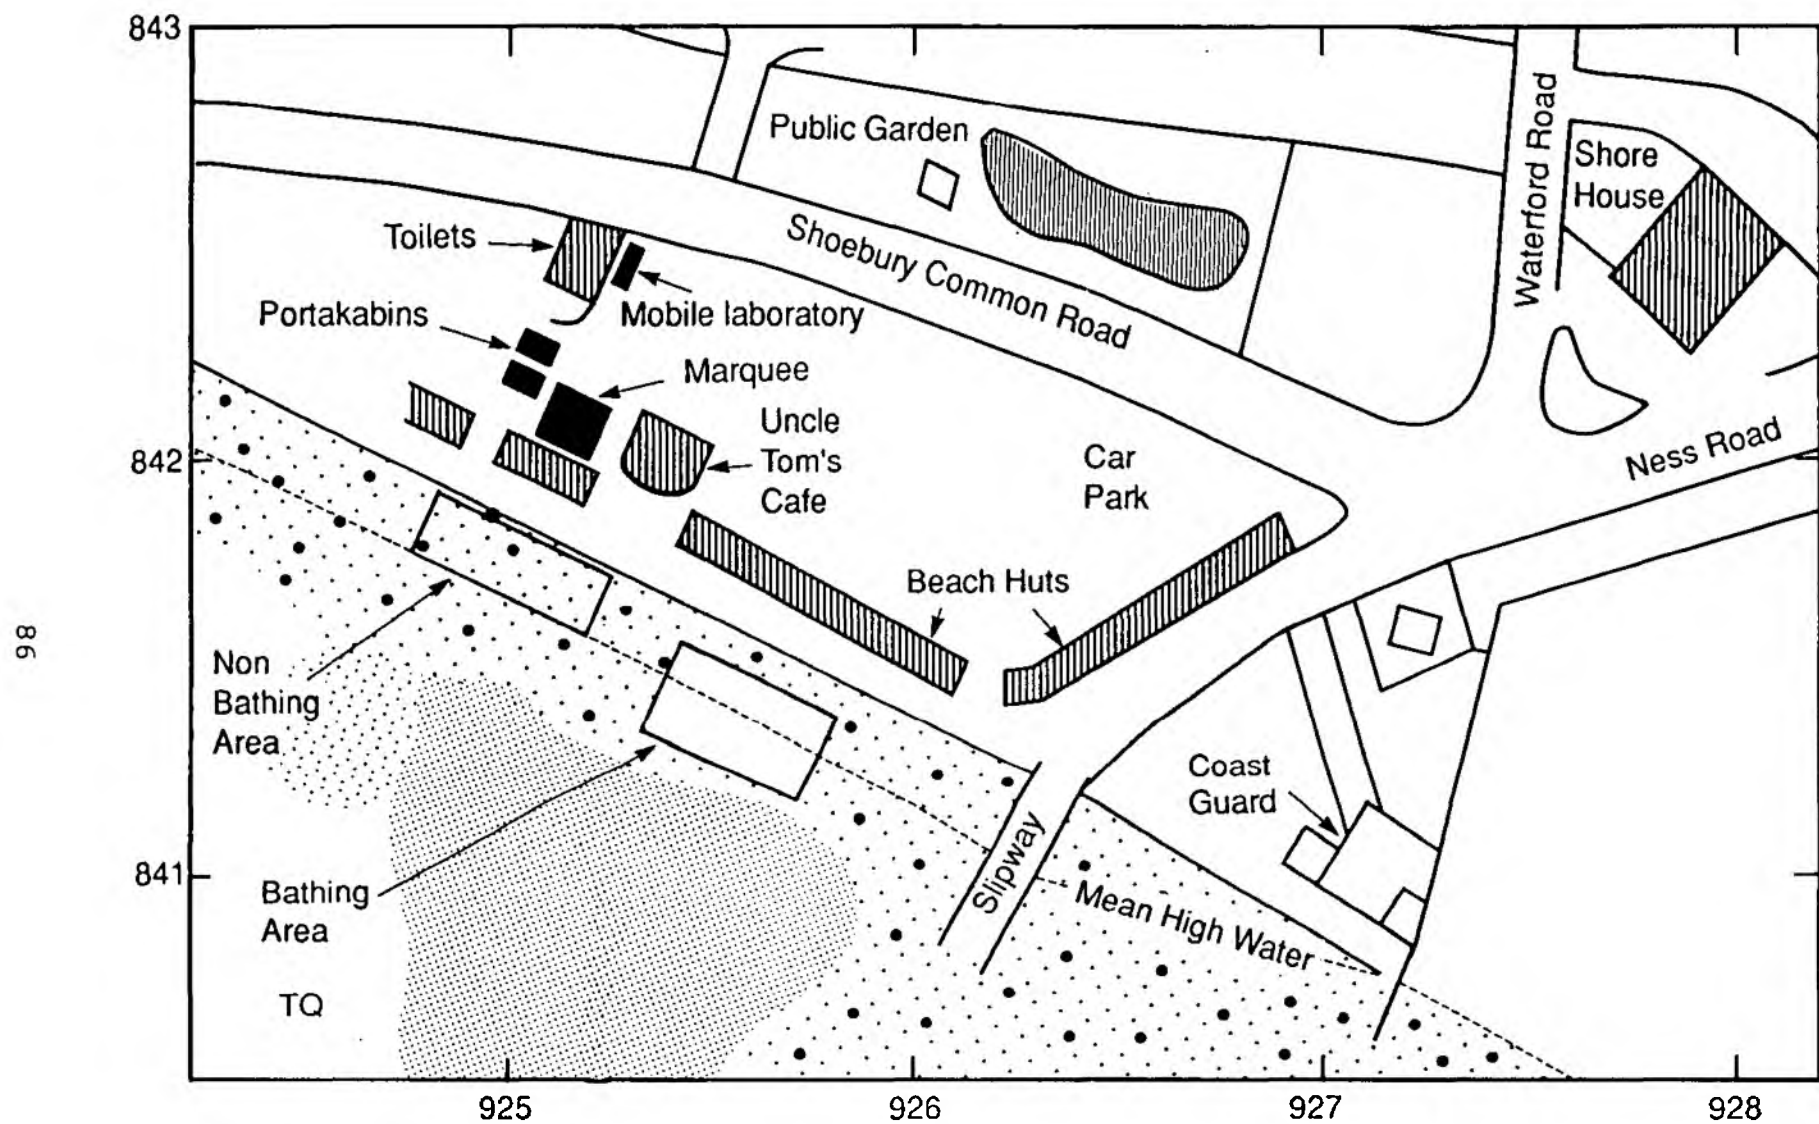 843
Public Garden
Waterford Road
Shore
House
Toilets
Shoebury Common Road
Portakabins
Mobile laboratory
Marquee
Uncle
Tom's
Cafe
Car
Park
Ness Road
842
Beach Huts
98
Non
Bathing
Area
Coast
Guard
Slipway
841
Bathing
Area
Mean High Water
TQ
925
926
927
928